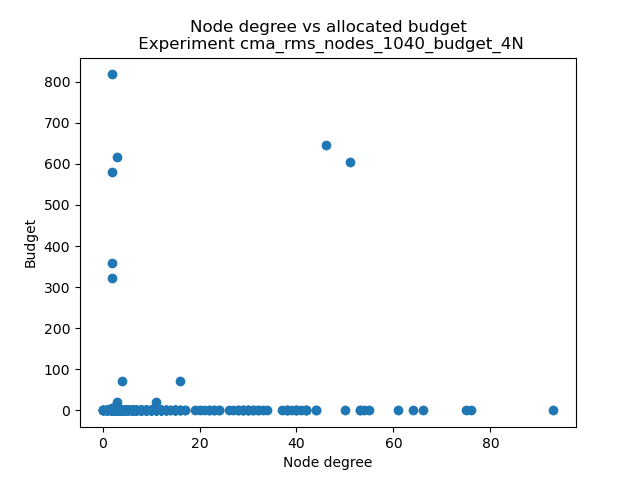 Node degree vs allocated budget
Experiment cma_rms_nodes_1040_budget_4N
800
700
600
500
400
300
200
100
0
Budget
0 20 40 60 80
Node degree